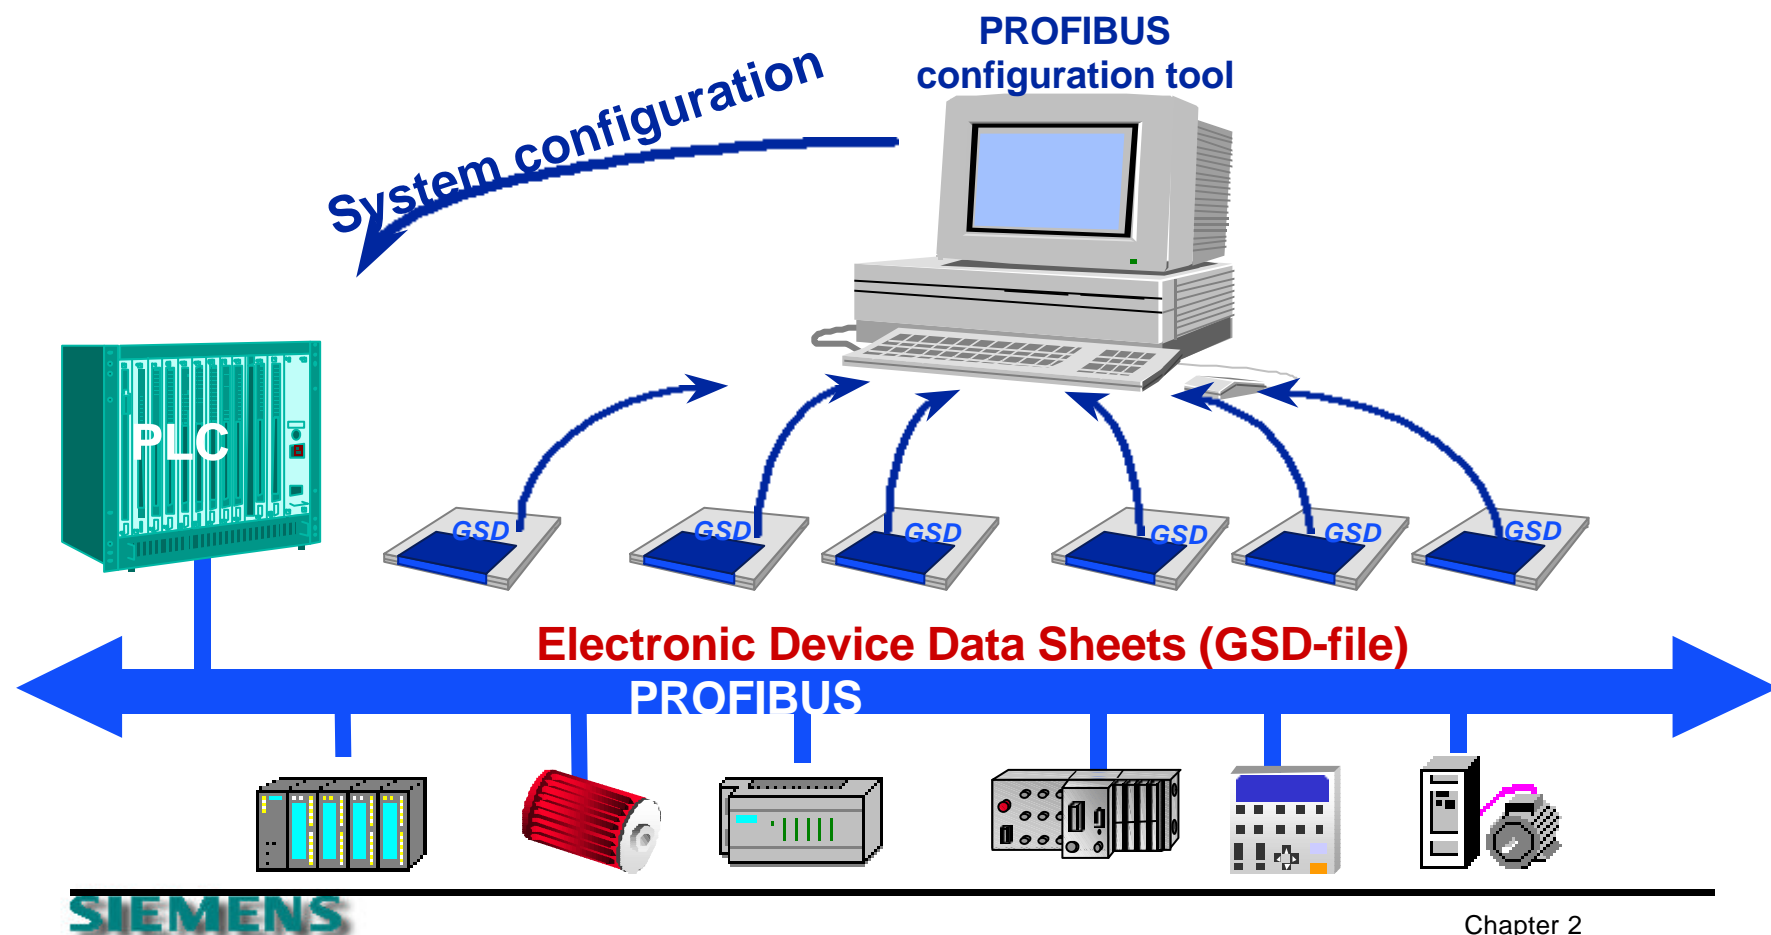 PROFIBUS
configuration tool
System configuration
PLC
GSD
GSD
GSD
GSD
GSD
GSD
Electronic Device Data Sheets (GSD-file)
PROFIBUS
SIEMENS
Chapter 2